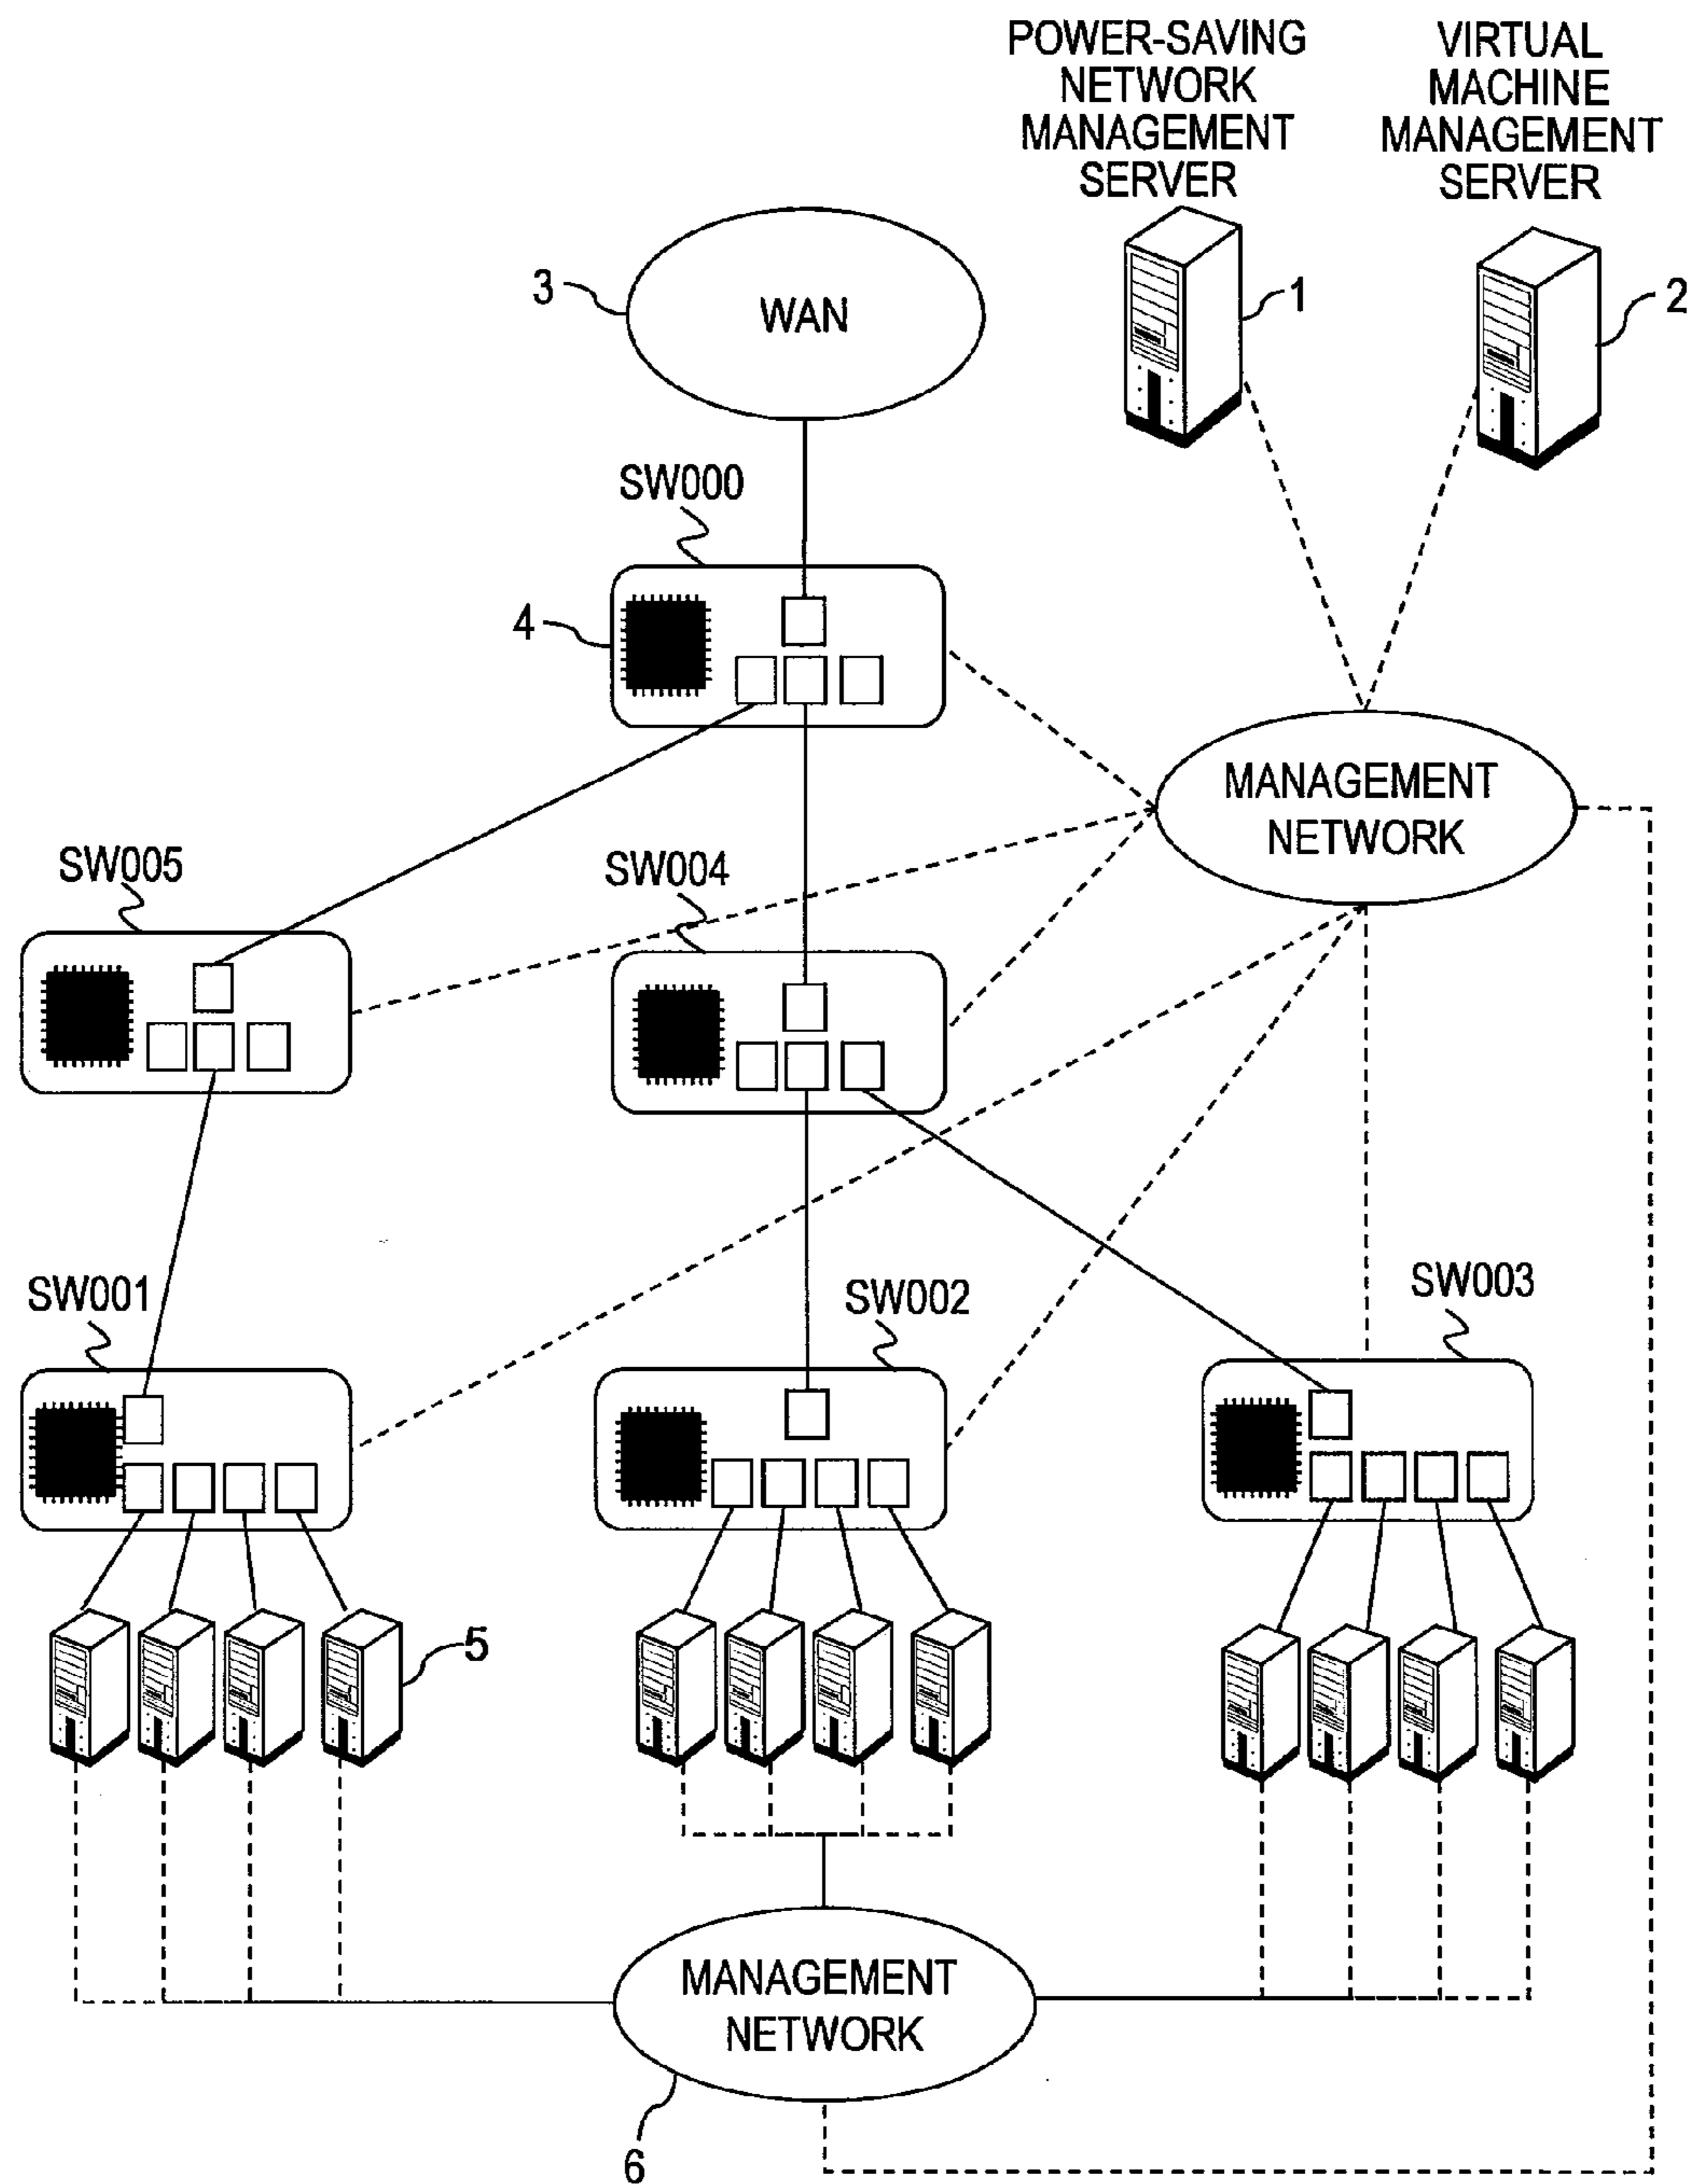 POWER-SAVING
NETWORK
MANAGEMENT
SERVER
VIRTUAL
MACHINE
MANAGEMENT
SERVER
3
WAN
1
2
SW000
4
MANAGEMENT
NETWORK
SW005
SW004
SW001
SW002
SW003
5
MANAGEMENT
NETWORK
6